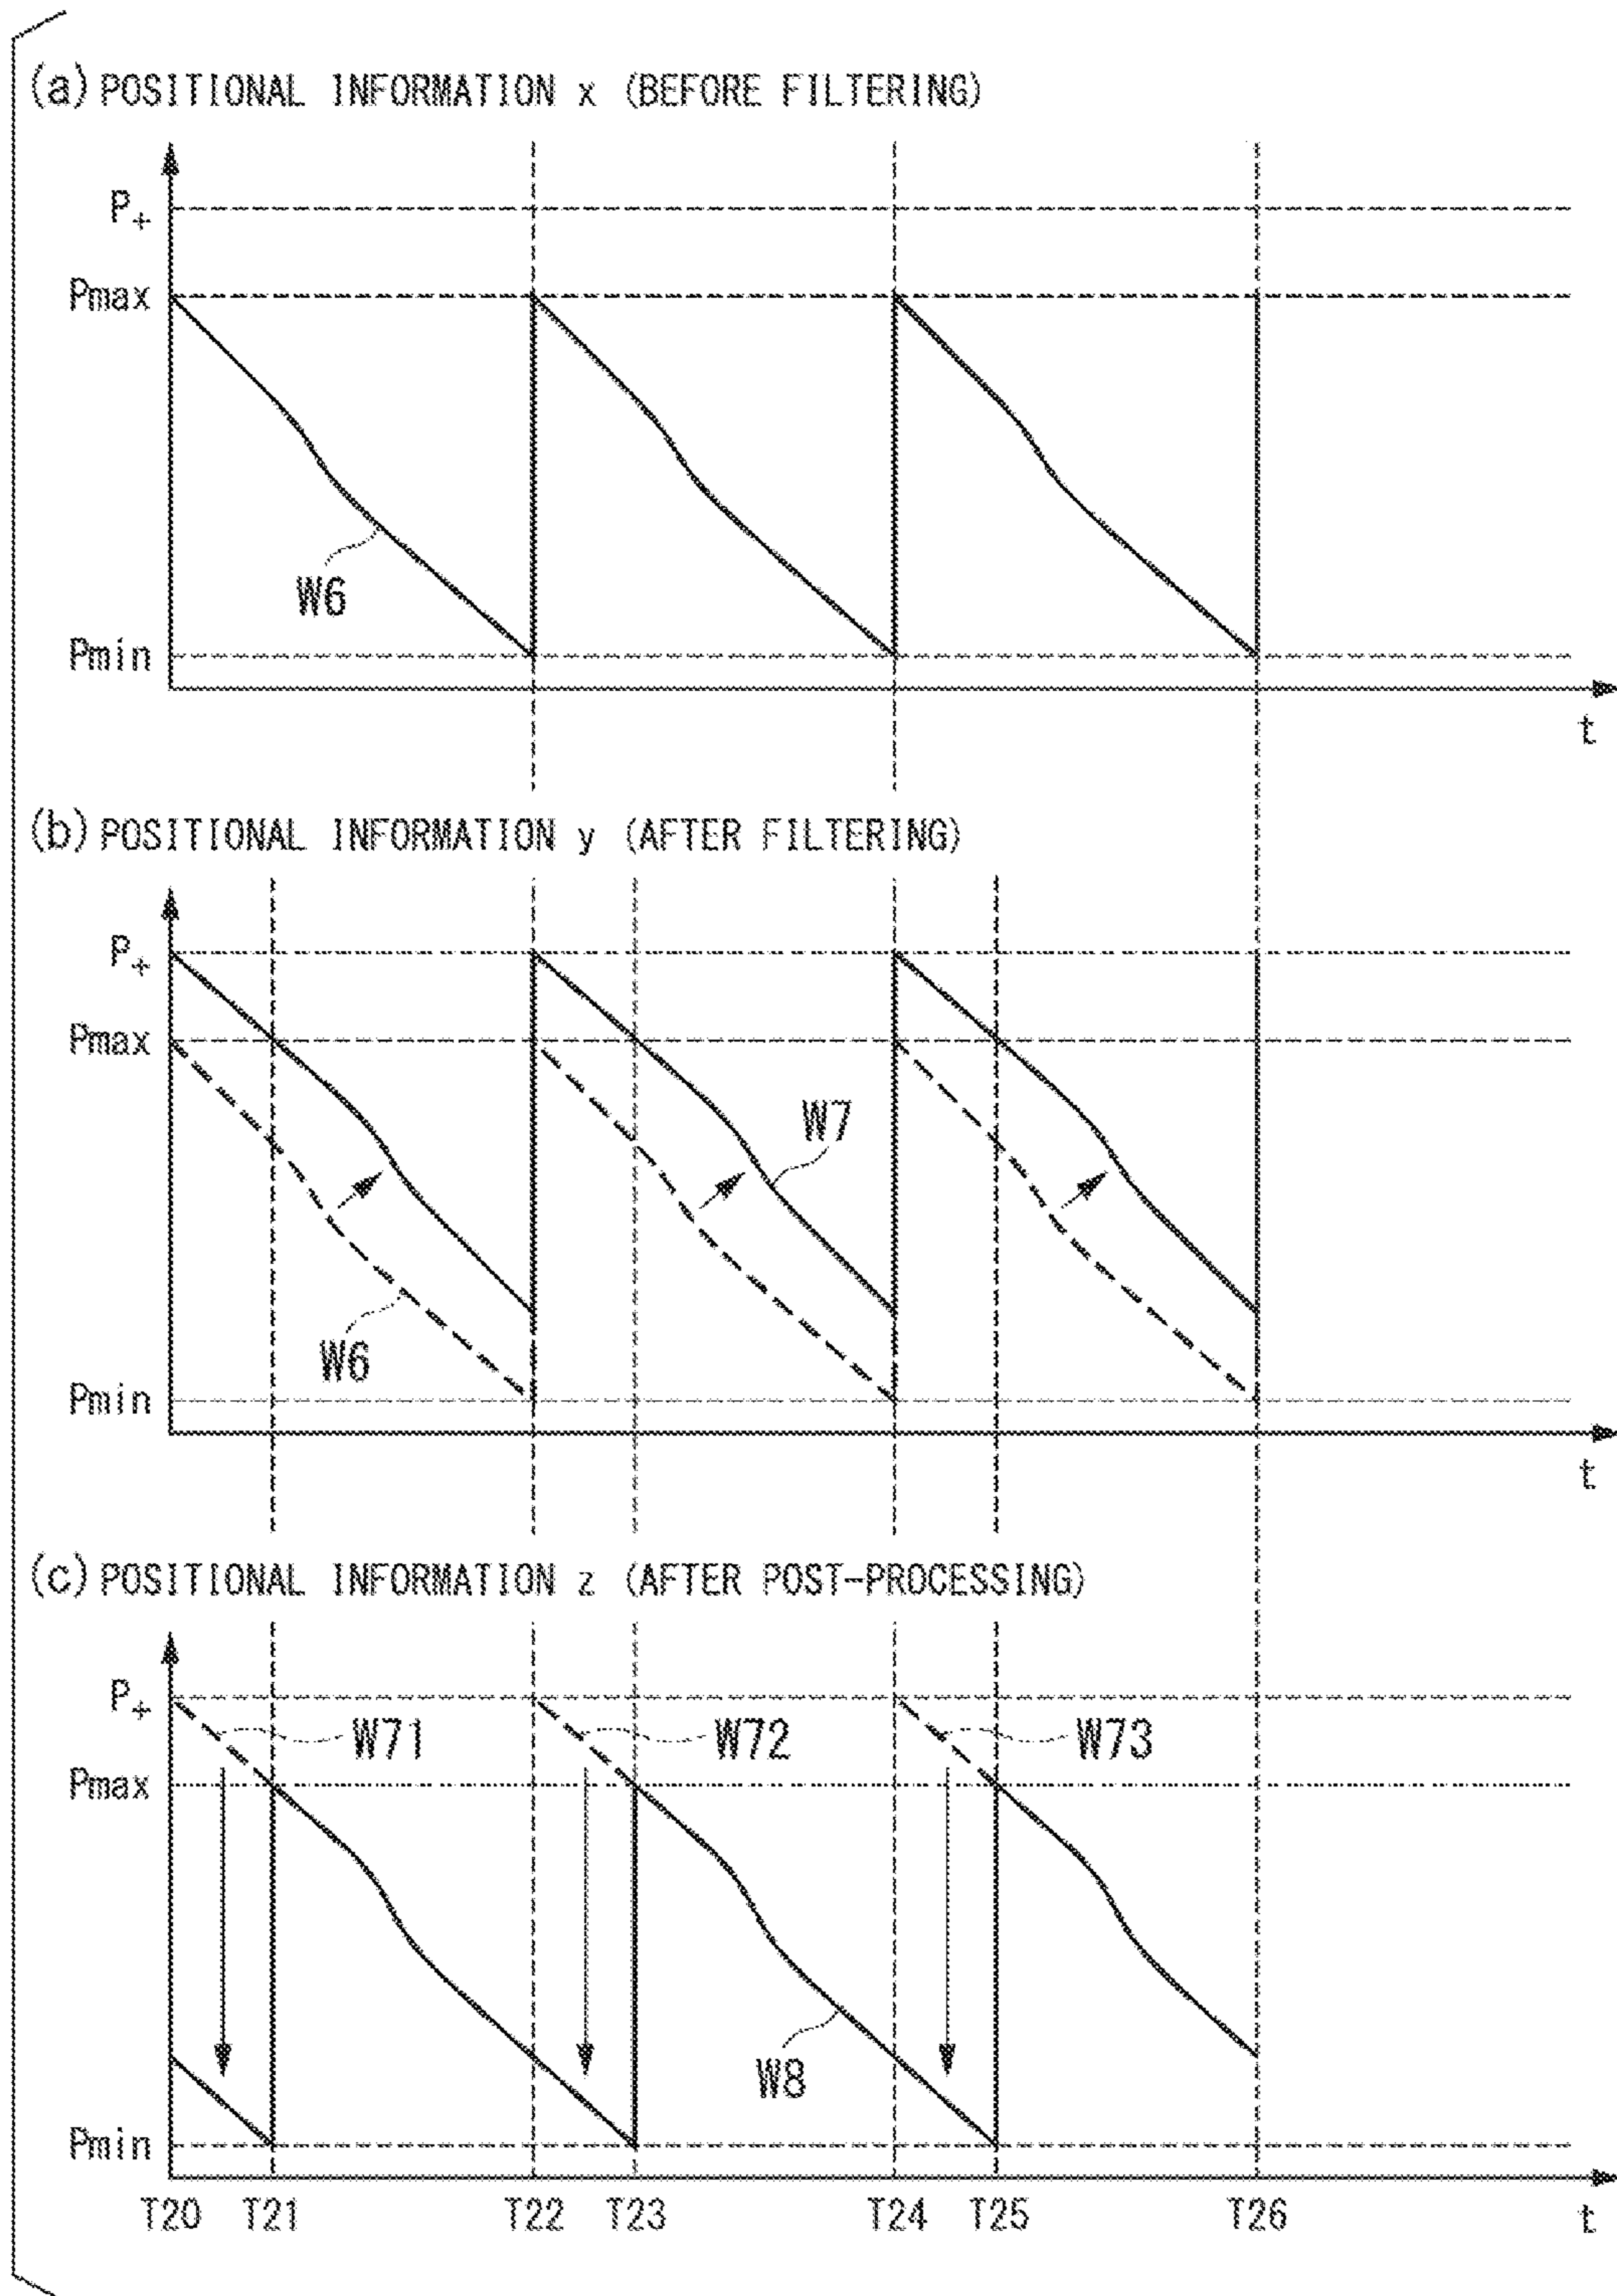 (a) POSITIONAL INFORMATION x (BEFORE FILTERING)
P+
Pmax
W6
Pmin
t
(b) POSITIONAL INFORMATION y (AFTER FILTERING)
P+
Pmax
W7
W6
Pmin
t
(c) POSITIONAL INFORMATION z (AFTER POST-PROCESSING)
P+
W71 W72 W73
Pmax
W8
Pmin
T20 T21 T22 T23 T24 T25 T26 t